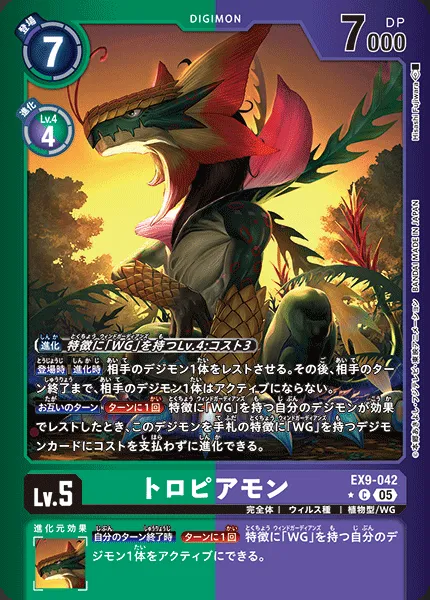 DIGIMON
登場
7
DP
7000
進化
Lv.4
4
Hitoshi Fujiwara
BANDAI MADE IN JAPAN
進化 特徴に「WG」を持つLv.4:コスト3
登場時 進化時 相手のデジモン1体をレストさせる。その後、相手のター
ン終了まで、相手のデジモン1体はアクティブにならない。
お互いのターン ターンに1回 特徴に「WG」を持つ自分のデジモンが効果
でレストしたとき、このデジモンを手札の特徴に「WG」を持つデジ
モンカードにコストを支払わずに進化できる。
EX9-042
Lv.5
トロピアモン
C 05
完全体 | ウィルス種 | 植物型/WG
進化元効果
自分のターン終了時 ターンに1回 特徴に「WG」を持つ自分のデ
ジモン1体をアクティブにできる。